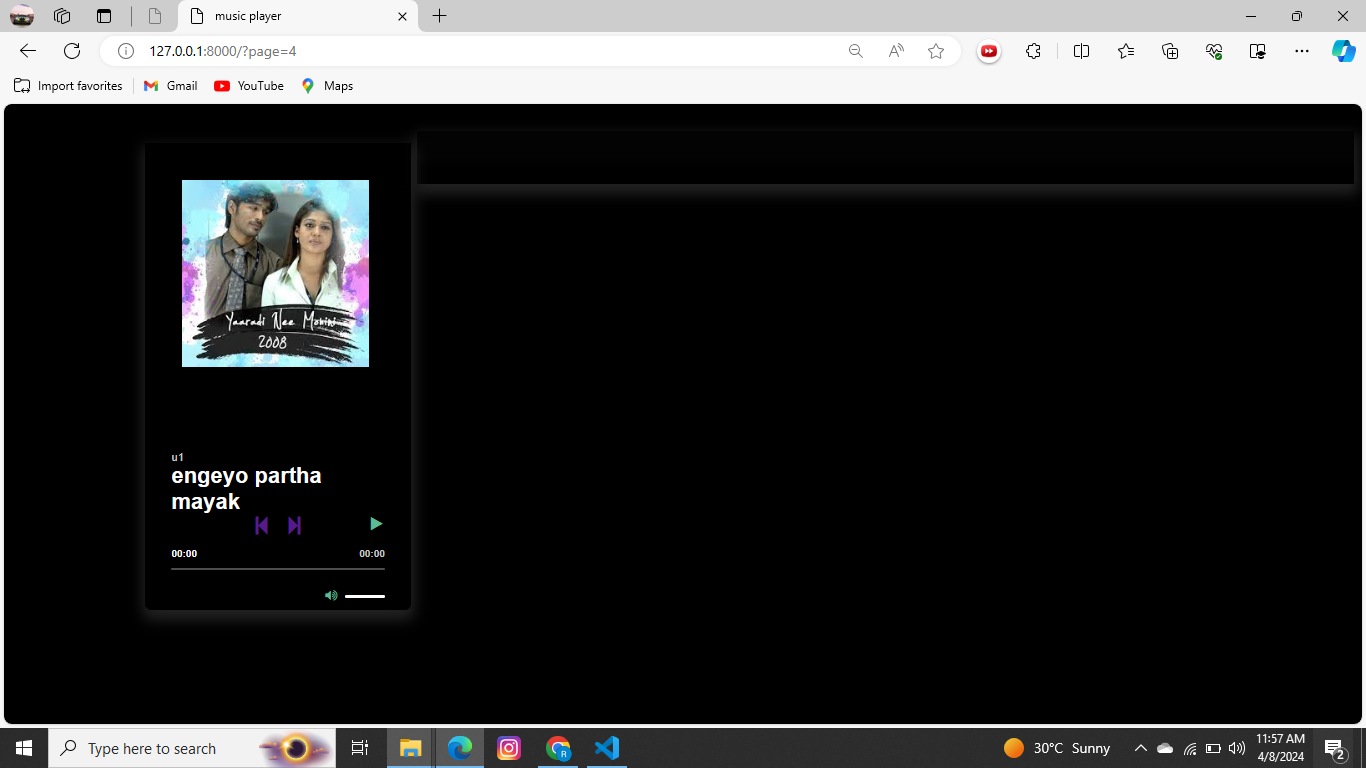 music player
127.0.0.1:8000/?page=4
Import favorites
Gmail
YouTube
Maps
Yaaradi Nee Mohini
2008
u1
engeyo partha
mayak
00:00
00:00
Type here to search
30°C Sunny
11:57 AM
4/8/2024
2